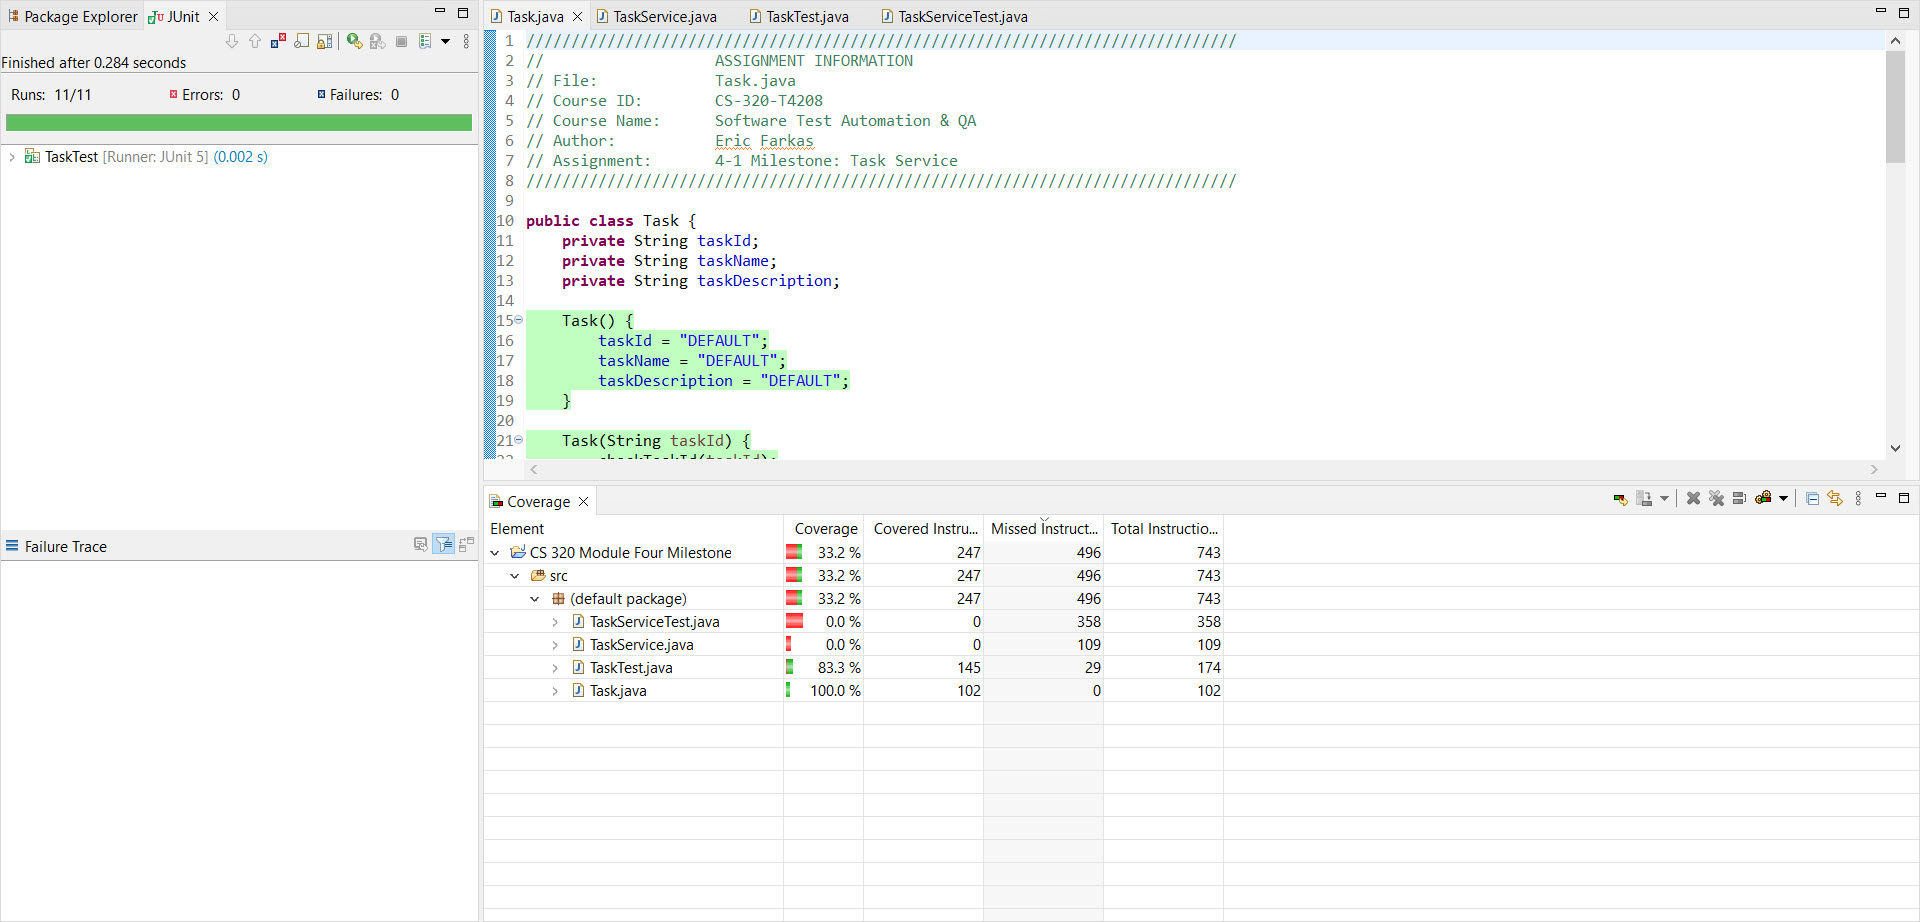 Package Explorer JUnit
Finished after 0.284 seconds
Runs: 11/11 Errors: 0 Failures: 0
TaskTest [Runner: JUnit 5] (0.002 s)
Failure Trace
Task.java TaskService.java TaskTest.java TaskServiceTest.java
1 ///////////////////////////////////////////////////////////////////////////////
2 // ASSIGNMENT INFORMATION
3 // File: Task.java
4 // Course ID: CS-320-T4208
5 // Course Name: Software Test Automation & QA
6 // Author: Eric Farkas
7 // Assignment: 4-1 Milestone: Task Service
8 ///////////////////////////////////////////////////////////////////////////////
9
10 public class Task {
11 private String taskId;
12 private String taskName;
13 private String taskDescription;
14
15 Task() {
16 taskId = "DEFAULT";
17 taskName = "DEFAULT";
18 taskDescription = "DEFAULT";
19 }
20
21 Task(String taskId) {
22 checkTaskId(taskId);
Coverage
Element Coverage Covered Instru... Missed Instruct... Total Instructio...
CS 320 Module Four Milestone 33.2 % 247 496 743
src 33.2 % 247 496 743
(default package) 33.2 % 247 496 743
TaskServiceTest.java 0.0 % 0 358 358
TaskService.java 0.0 % 0 109 109
TaskTest.java 83.3 % 145 29 174
Task.java 100.0 % 102 0 102